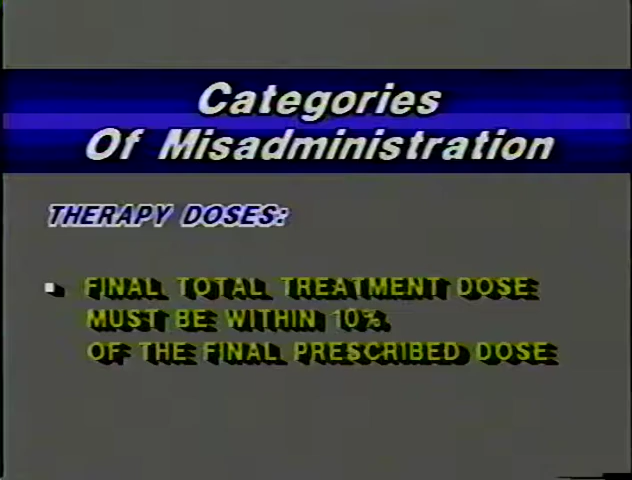 Categories
Of Misadministration
THERAPY DOSES:
FINAL TOTAL TREATMENT DOSE
MUST BE WITHIN 10%
OF THE FINAL PRESCRIBED DOSE